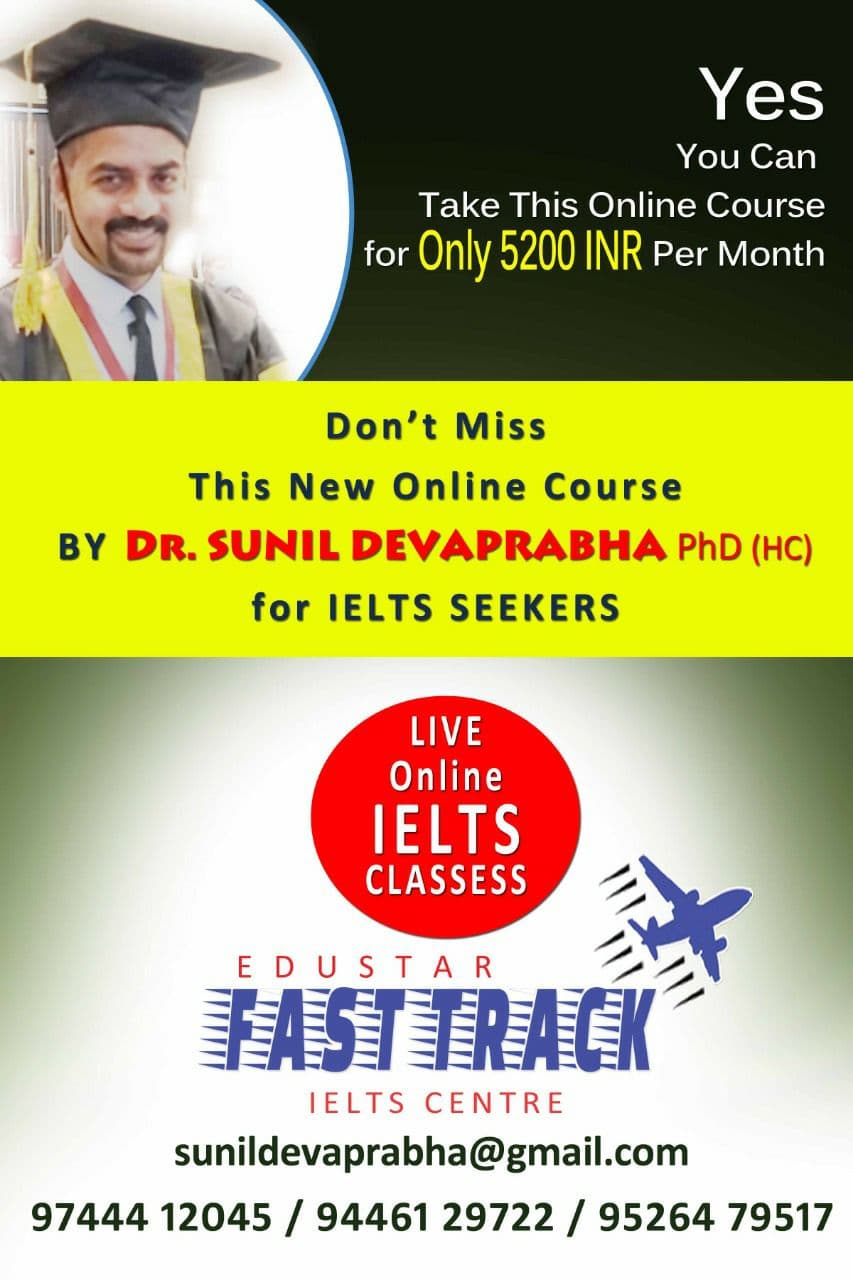 Yes
You Can
Take This Online Course
for Only 5200 INR Per Month
Don’t Miss
This New Online Course
BY DR. SUNIL DEVAPRABHA PhD (HC)
for IELTS SEEKERS
LIVE
Online
IELTS
CLASSESS
EDUSTAR
FAST TRACK
IELTS CENTRE
sunildevaprabha@gmail.com
97444 12045 / 94461 29722 / 95264 79517